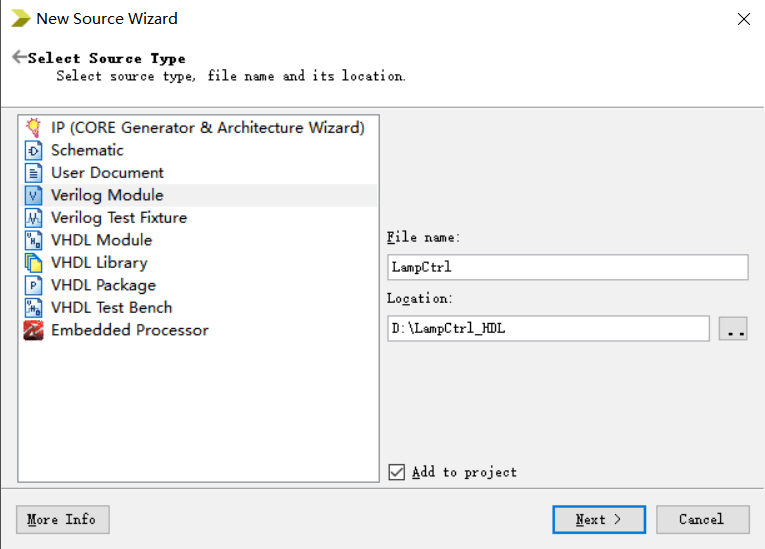 New Source Wizard
Select Source Type
Select source type, file name and its location.
IP (CORE Generator & Architecture Wizard)
Schematic
User Document
Verilog Module
Verilog Test Fixture
VHDL Module
VHDL Library
VHDL Package
VHDL Test Bench
Embedded Processor
File name:
LampCtrl
Location:
D:\LampCtrl_HDL
..
Add to project
More Info
Next >
Cancel